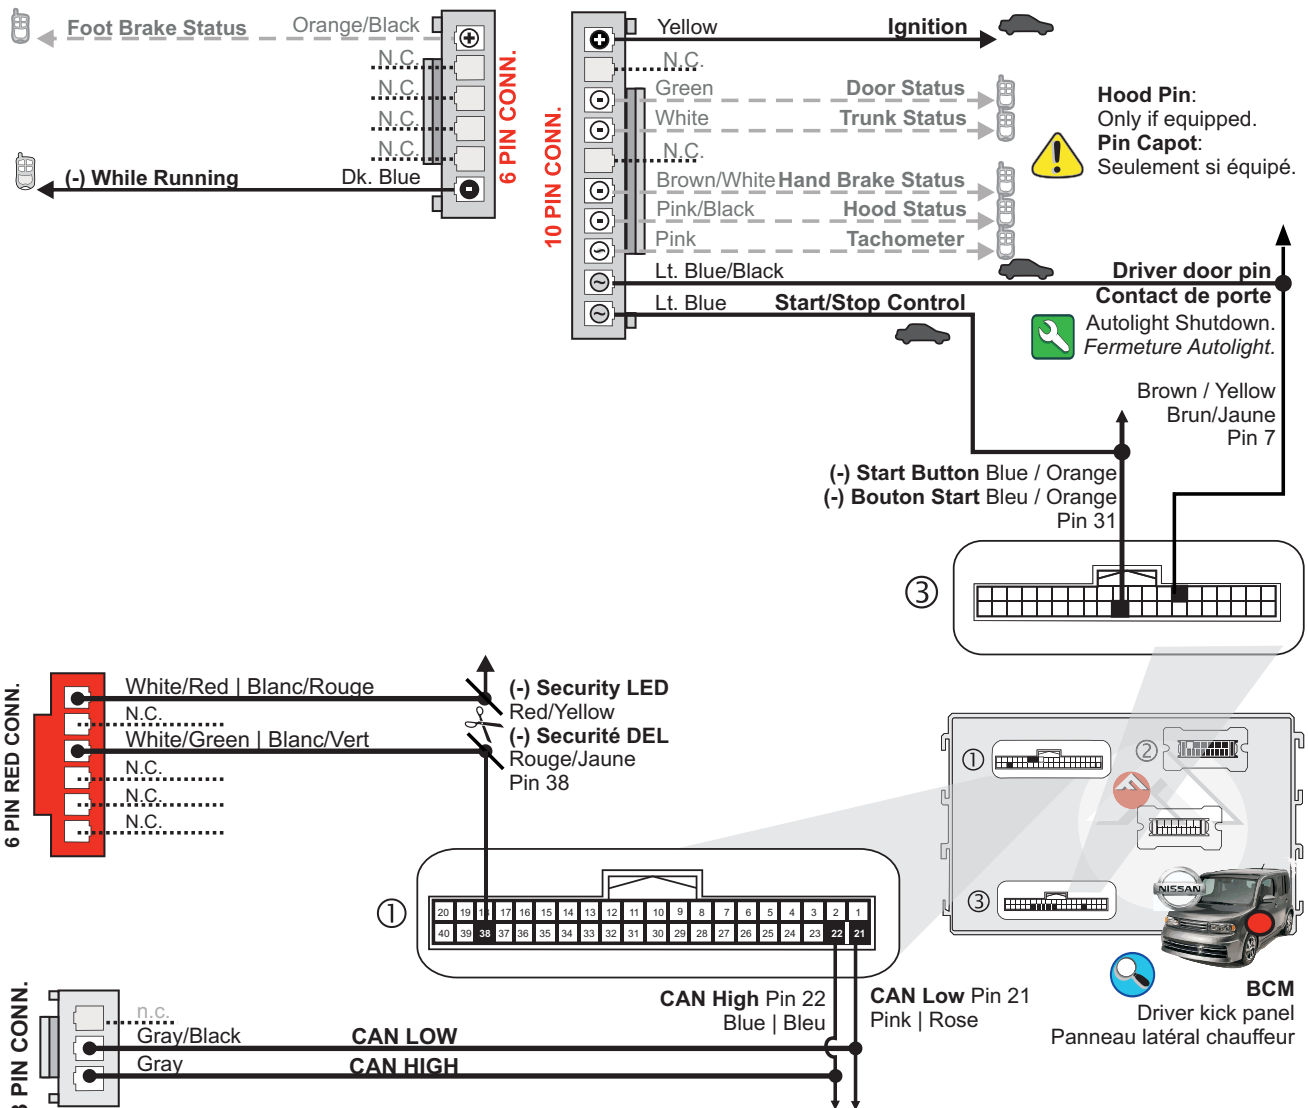 Foot Brake Status Orange/Black
N.C.
N.C.
N.C.
N.C.
(-) While Running Dk. Blue
6 PIN CONN.
10 PIN CONN.
Yellow Ignition
N.C.
Green Door Status
White Trunk Status
N.C.
Brown/White Hand Brake Status
Pink/Black Hood Status
Pink Tachometer
Lt. Blue/Black Driver door pin
Contact de porte
Lt. Blue Start/Stop Control
Hood Pin:
Only if equipped.
Pin Capot:
Seulement si équipé.
Autolight Shutdown.
Fermeture Autolight.
Brown / Yellow
Brun/Jaune
Pin 7
(-) Start Button Blue / Orange
(-) Bouton Start Bleu / Orange
Pin 31
③
6 PIN RED CONN.
White/Red | Blanc/Rouge
N.C.
White/Green | Blanc/Vert
N.C.
N.C.
N.C.
(-) Security LED
Red/Yellow
(-) Securité DEL
Rouge/Jaune
Pin 38
①
②
③
NISSAN
BCM
Driver kick panel
Panneau latéral chauffeur
①
20 19 18 17 16 15 14 13 12 11 10 9 8 7 6 5 4 3 2 1
40 39 38 37 36 35 34 33 32 31 30 29 28 27 26 25 24 23 22 21
CAN High Pin 22
Blue | Bleu
CAN Low Pin 21
Pink | Rose
PIN CONN.
n.c.
Gray/Black CAN LOW
Gray CAN HIGH